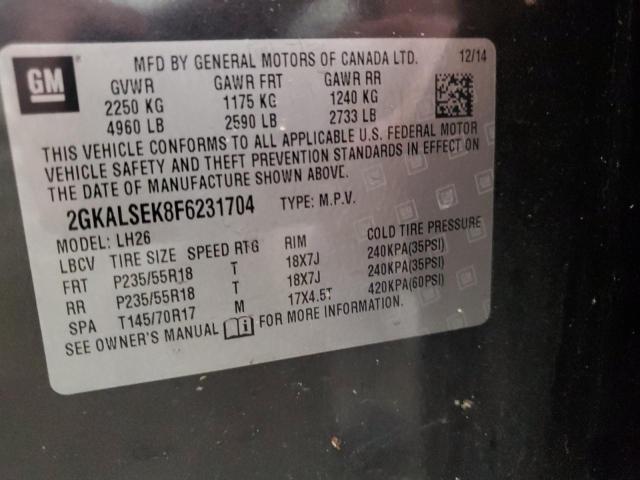 GM
MFD BY GENERAL MOTORS OF CANADA LTD. 12/14
GVWR GAWR FRT GAWR RR
2250 KG 1175 KG 1240 KG
4960 LB 2590 LB 2733 LB
THIS VEHICLE CONFORMS TO ALL APPLICABLE U.S. FEDERAL MOTOR
VEHICLE SAFETY AND THEFT PREVENTION STANDARDS IN EFFECT ON
THE DATE OF MANUFACTURE SHOWN ABOVE.
2GKALSEK8F6231704 TYPE: M.P.V.
MODEL: LH26
LBCV TIRE SIZE SPEED RTG RIM COLD TIRE PRESSURE
FRT P235/55R18 T 18X7J 240KPA(35PSI)
RR P235/55R18 T 18X7J 240KPA(35PSI)
SPA T145/70R17 M 17X4.5T 420KPA(60PSI)
SEE OWNER'S MANUAL FOR MORE INFORMATION.